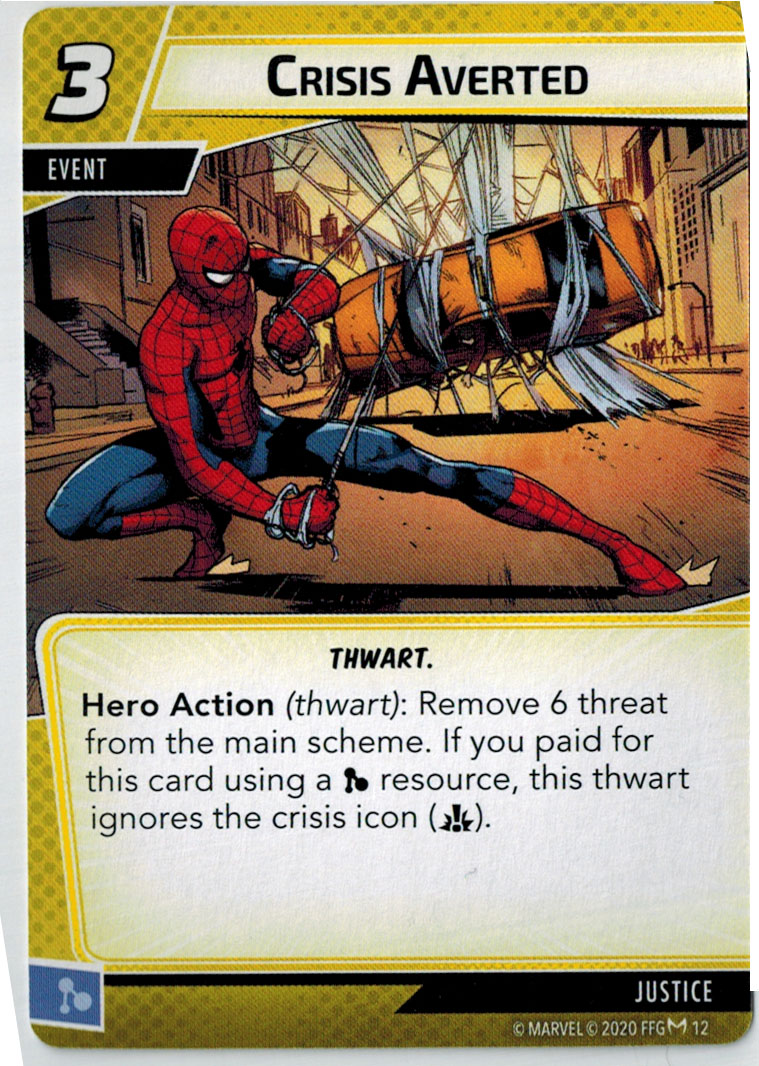 3
CRISIS AVERTED
EVENT
THWART.
Hero Action (thwart): Remove 6 threat
from the main scheme. If you paid for
this card using a resource, this thwart
ignores the crisis icon ( ).
JUSTICE
© MARVEL © 2020 FFG 12